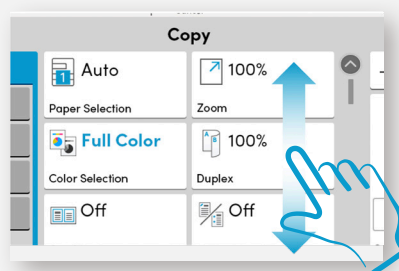 Copy
Auto
100%
Paper Selection
Zoom
Full Color
100%
Color Selection
Duplex
Off
Off